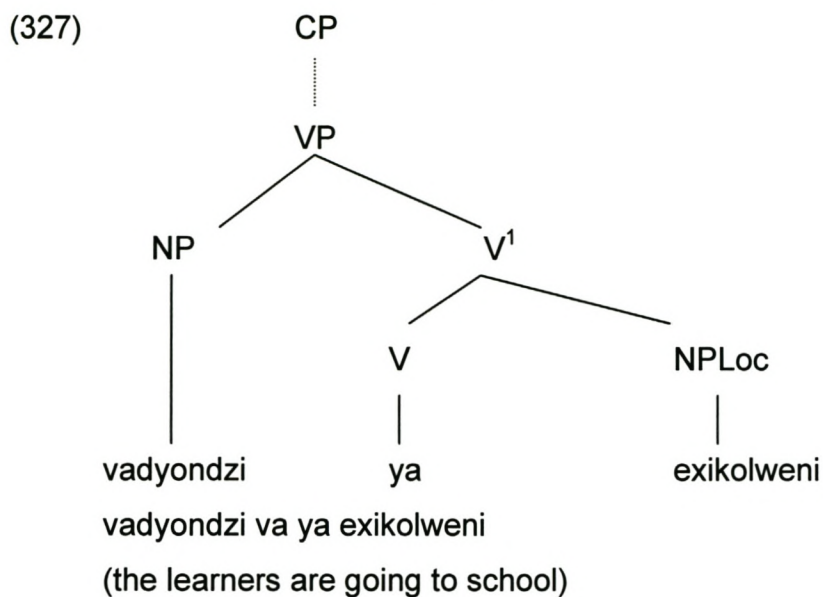 (327) CP
VP
NP V¹
V NPLoc
vadyondzi ya exikolweni
vadyondzi va ya exikolweni
(the learners are going to school)